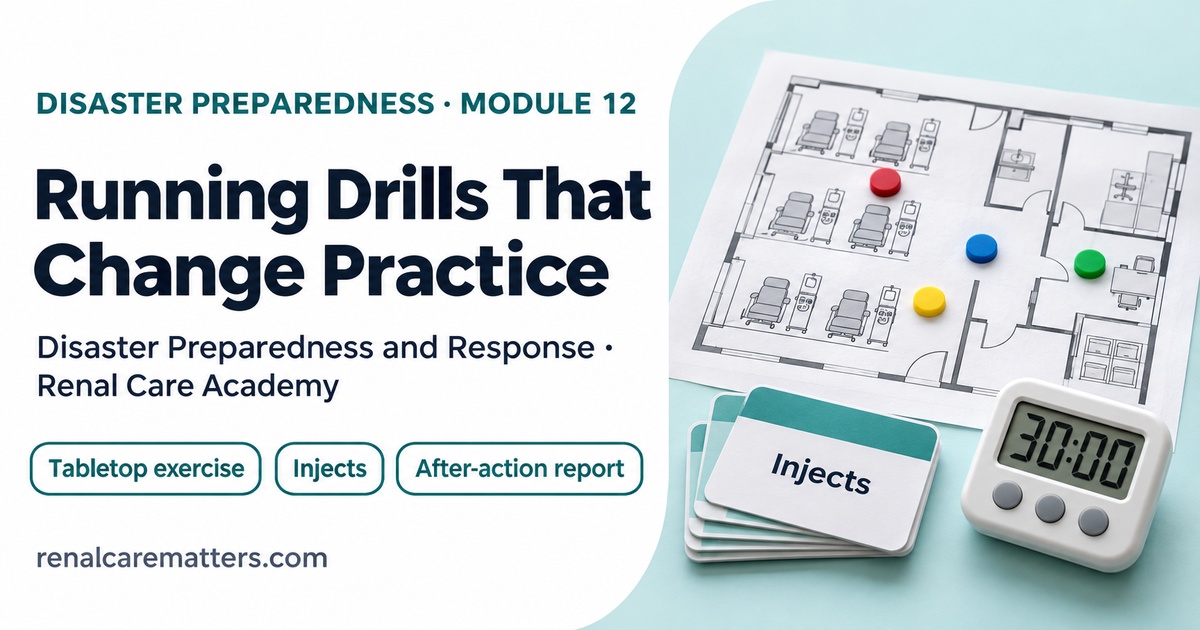 DISASTER PREPAREDNESS · MODULE 12
Running Drills That
Change Practice
Disaster Preparedness and Response ·
Renal Care Academy
Tabletop exercise
Injects
After-action report
renalcarematters.com
Injects
30:00